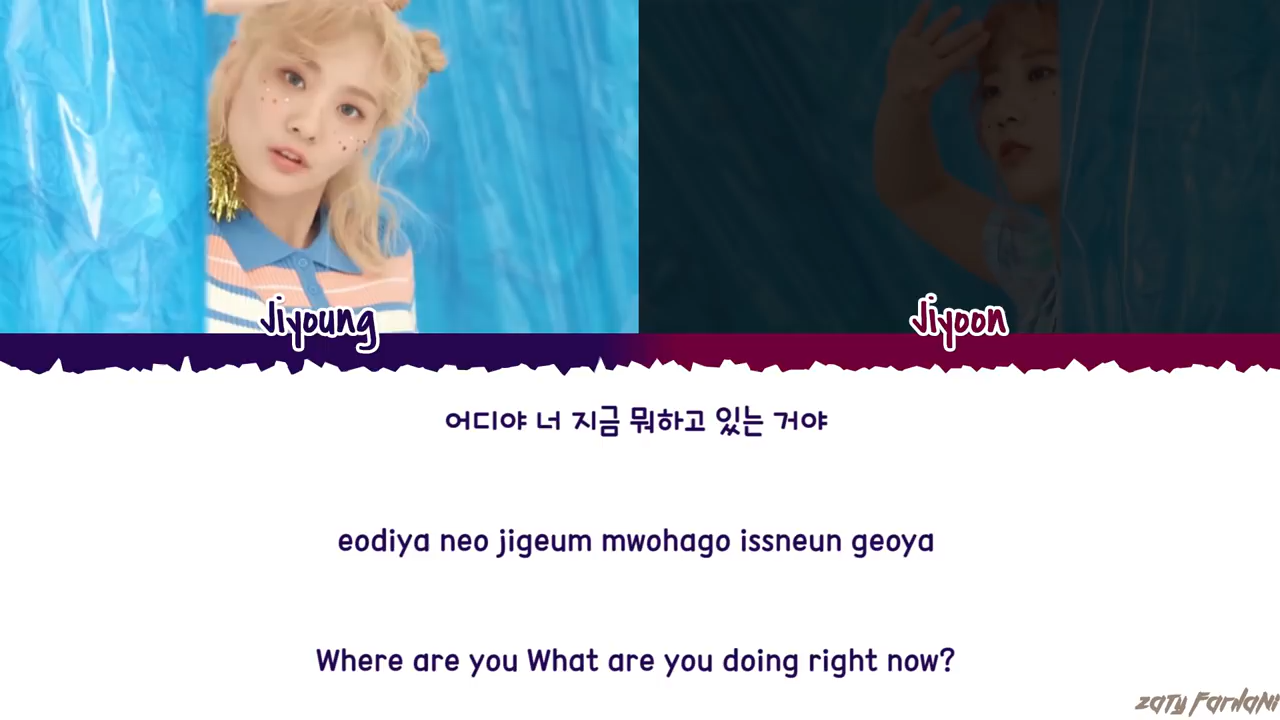 Jiyoung
Jiyoon
어디야 너 지금 뭐하고 있는 거야
eodiya neo jigeum mwohago issneun geoya
Where are you What are you doing right now?
ZATY FARHANI